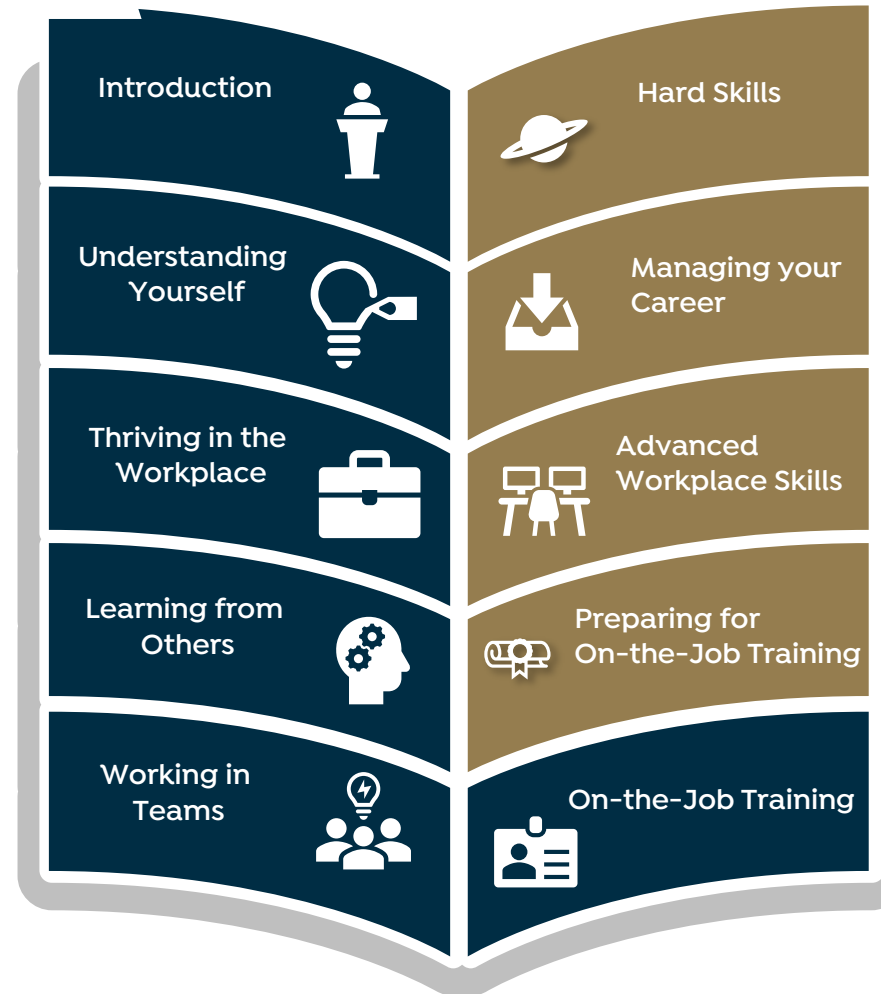 Introduction
Understanding
Yourself
Thriving in the
Workplace
Learning from
Others
Working in
Teams
Hard Skills
Managing your
Career
Advanced
Workplace Skills
Preparing for
On-the-Job Training
On-the-Job Training